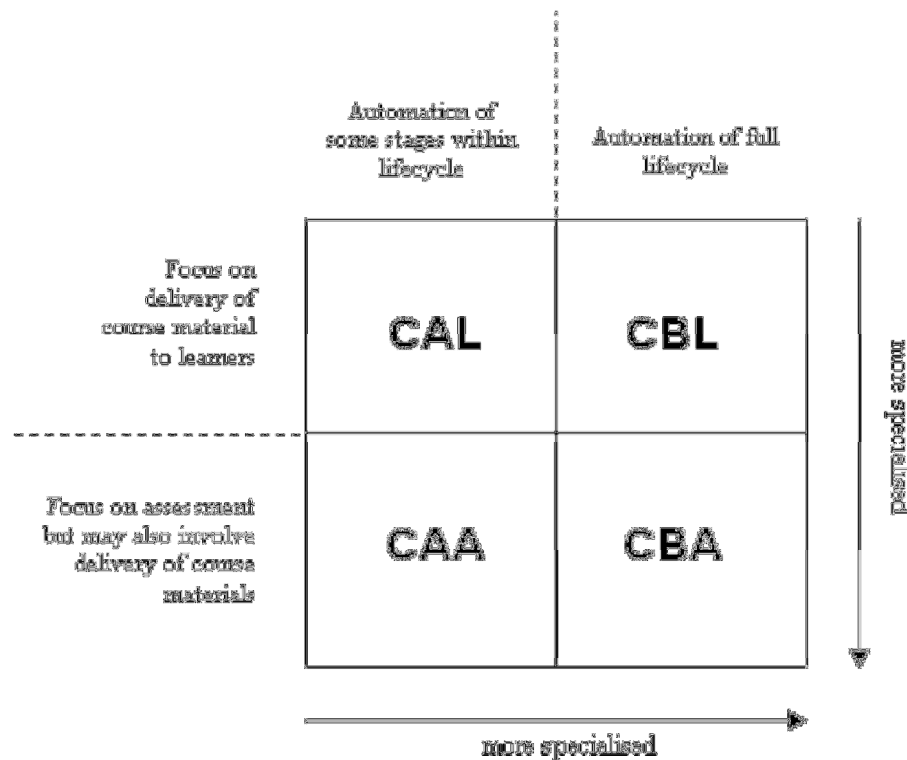 Automation of
some stages within
lifecycle
Automation of full
lifecycle
Focus on
delivery of
course material
to learners
CAL
CBL
more specialised
Focus on assessment
but may also involve
delivery of course
materials
CAA
CBA
more specialised